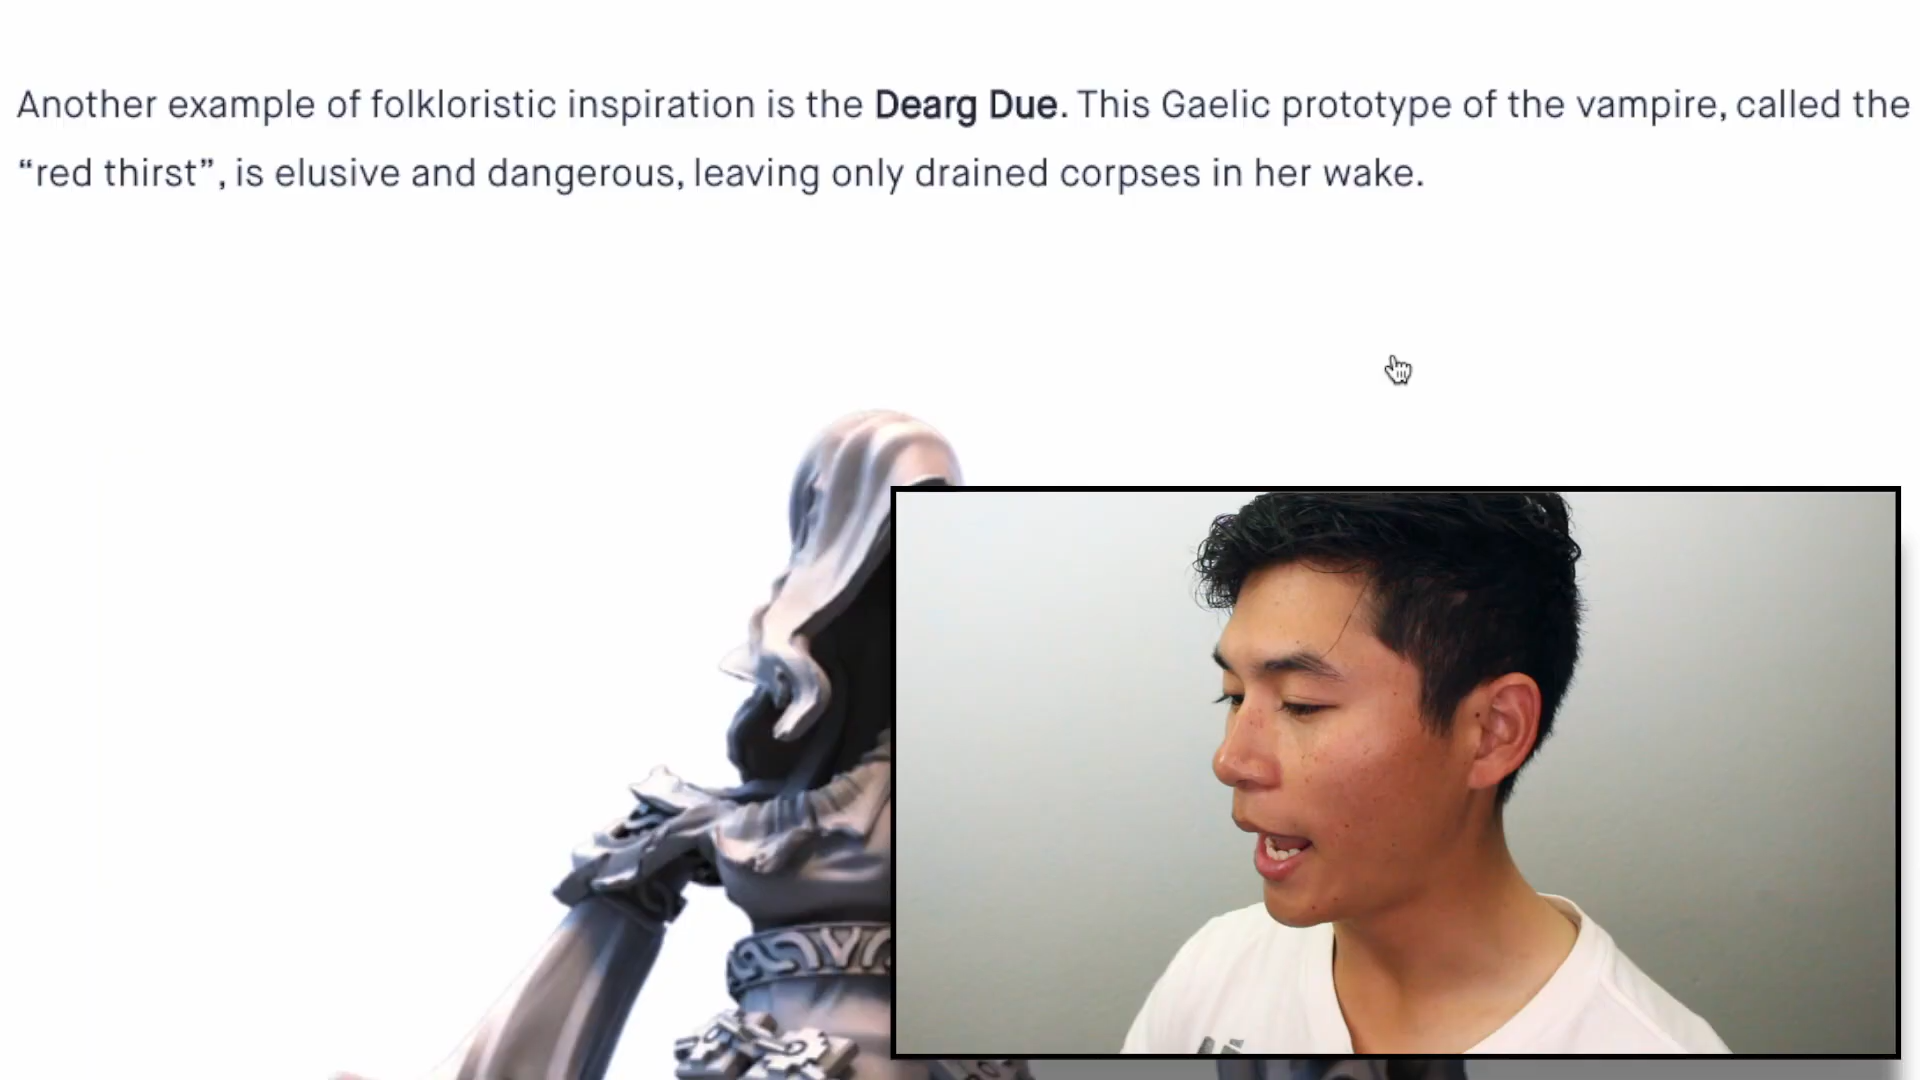 Another example of folkloristic inspiration is the Dearg Due. This Gaelic prototype of the vampire, called the
“red thirst”, is elusive and dangerous, leaving only drained corpses in her wake.